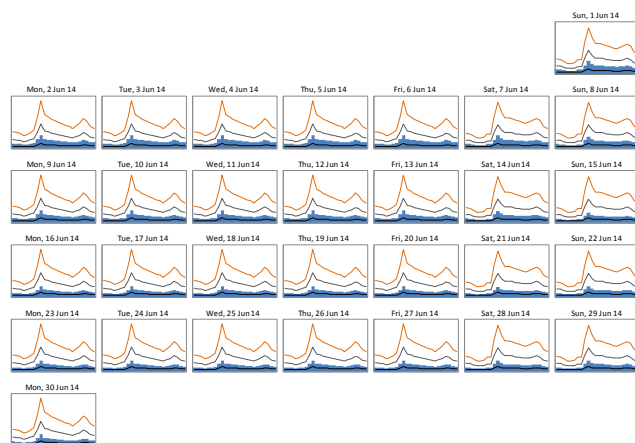 Sun, 1 Jun 14
Mon, 2 Jun 14 Tue, 3 Jun 14 Wed, 4 Jun 14 Thu, 5 Jun 14 Fri, 6 Jun 14 Sat, 7 Jun 14 Sun, 8 Jun 14
Mon, 9 Jun 14 Tue, 10 Jun 14 Wed, 11 Jun 14 Thu, 12 Jun 14 Fri, 13 Jun 14 Sat, 14 Jun 14 Sun, 15 Jun 14
Mon, 16 Jun 14 Tue, 17 Jun 14 Wed, 18 Jun 14 Thu, 19 Jun 14 Fri, 20 Jun 14 Sat, 21 Jun 14 Sun, 22 Jun 14
Mon, 23 Jun 14 Tue, 24 Jun 14 Wed, 25 Jun 14 Thu, 26 Jun 14 Fri, 27 Jun 14 Sat, 28 Jun 14 Sun, 29 Jun 14
Mon, 30 Jun 14